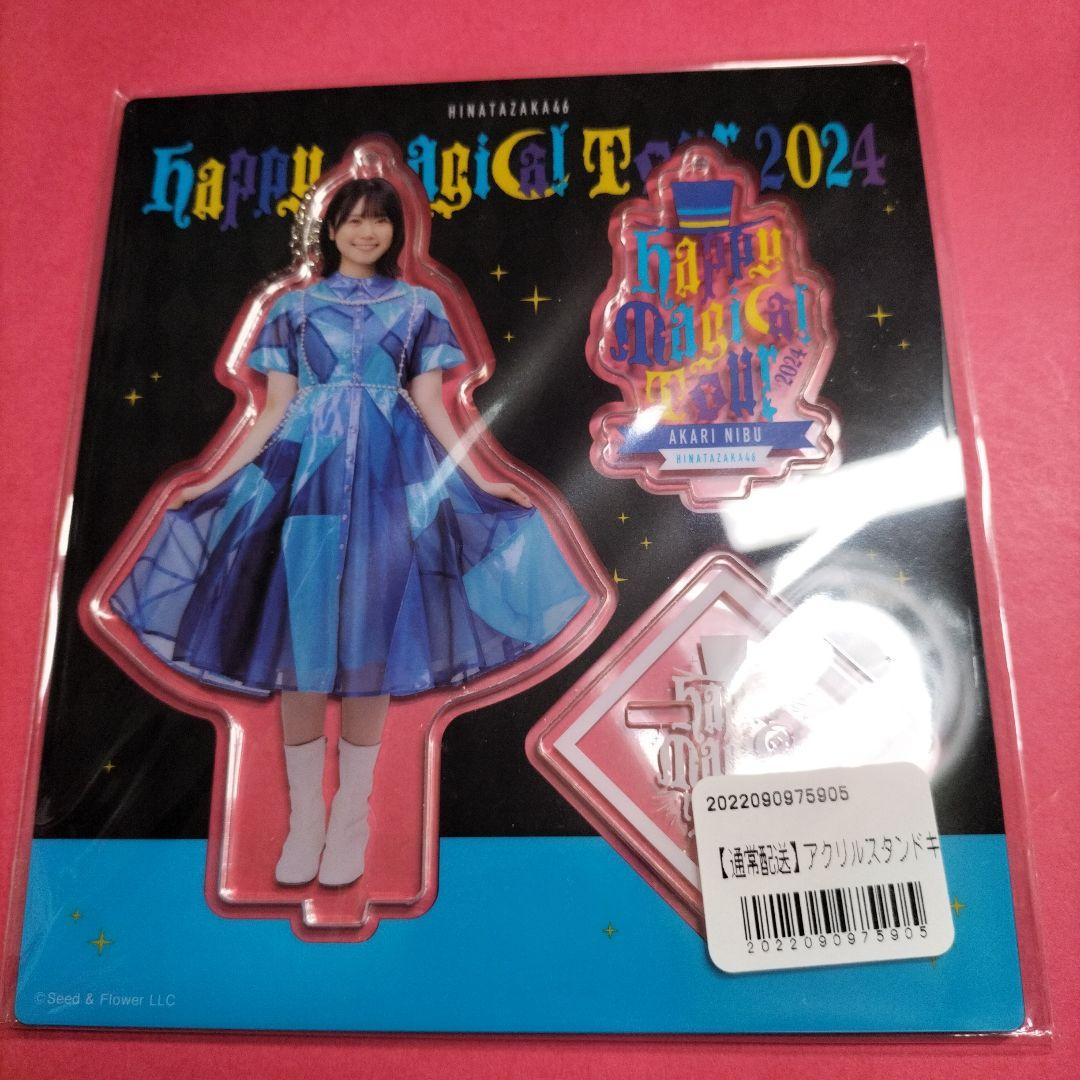 HINATAZAKA46
Happy Magical Tour 2024
Happy
Magical
Tour
2024
AKARI NIBU
HINATAZAKA46
2022090975905
【通常配送】アクリルスタンドキ
2022090975905
©Seed & Flower LLC